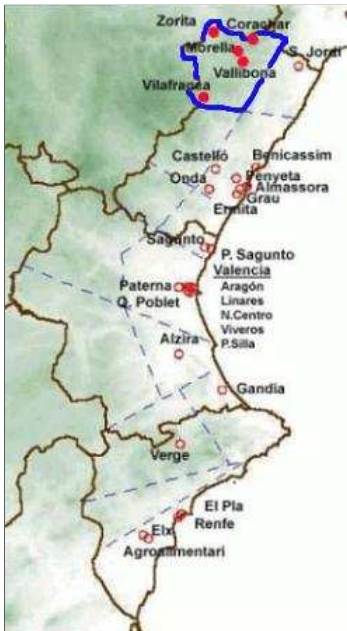 Zorita
Corachar
Morella
S. Jordi
Vallibona
Vilafranca
Castelló
Benicassim
Onda
Penyeta
Almassora
Grau
Ermita
Sagunto
P. Sagunto
Valencia
Paterna
Aragón
Q. Poblet
Linares
N.Centro
Viveros
Alzira
P.Silla
Gandia
Verge
El Pla
Elx
Renfe
Agroalimentari